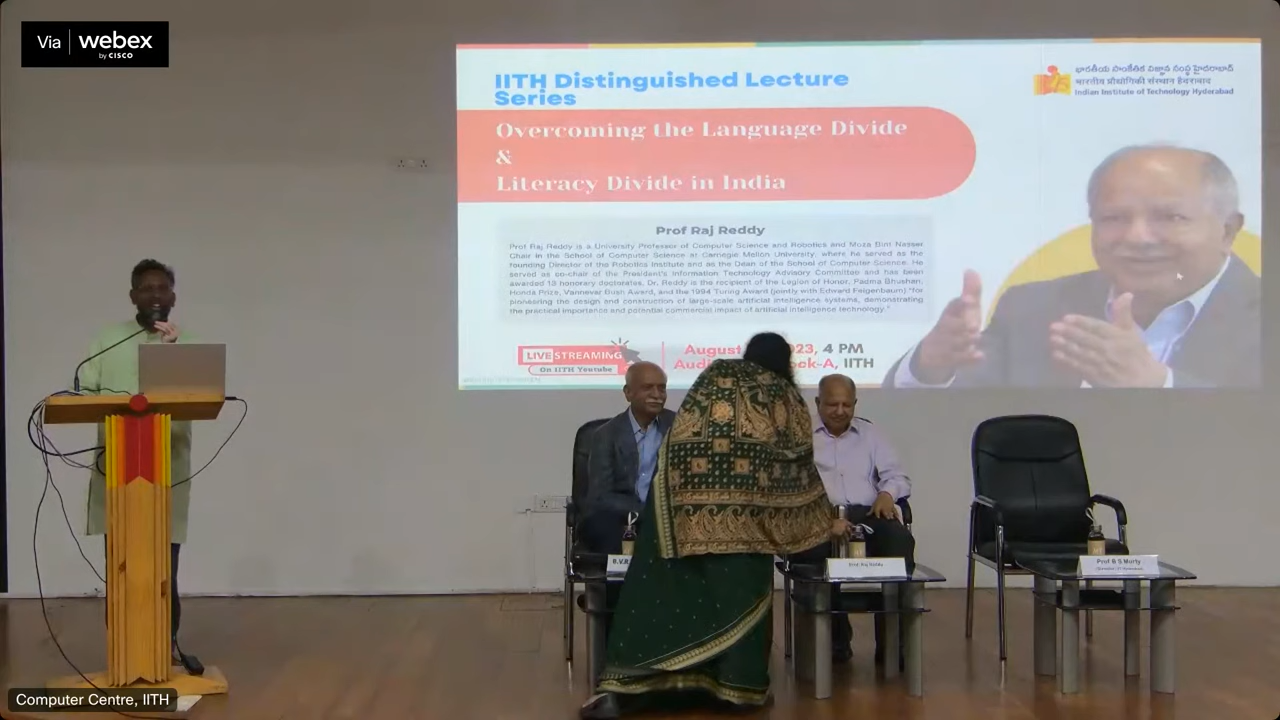 Via webex
by CISCO
IITH Distinguished Lecture
Series
భారతీయ సాంకేతిక విజ్ఞాన సంస్థ హైదరాబాద్
भारतीय प्रौद्योगिकी संस्थान हैदराबाद
Indian Institute of Technology Hyderabad
Overcoming the Language Divide
&
Literacy Divide in India
Prof Raj Reddy
Prof Raj Reddy is a University Professor of Computer Science and Robotics and Moza Bint Nasser
Chair in the School of Computer Science at Carnegie Mellon University, where he served as the
founding Director of the Robotics Institute and as the Dean of the School of Computer Science. He
served as co-chair of the President's Information Technology Advisory Committee and has been
awarded 13 honorary doctorates. Dr. Reddy is the recipient of the Legion of Honor, Padma Bhushan,
Honda Prize, Vannevar Bush Award, and the 1994 Turing Award (jointly with Edward Feigenbaum) "for
pioneering the design and construction of large-scale artificial intelligence systems, demonstrating
the practical importance and potential commercial impact of artificial intelligence technology."
LIVE STREAMING
On IITH Youtube
August 023, 4 PM
Audi ock-A, IITH
B.V.R
Prof Raj Reddy
Prof B S Murty
Computer Centre, IITH